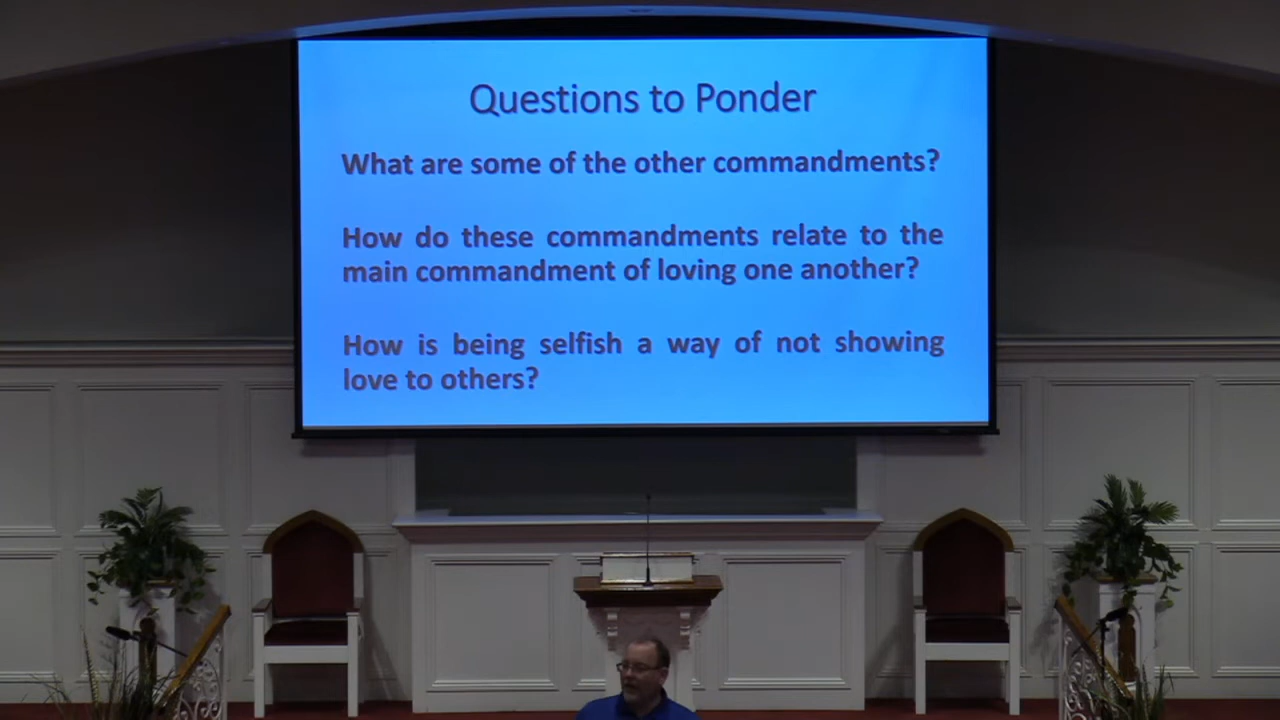 Questions to Ponder
What are some of the other commandments?
How do these commandments relate to the
main commandment of loving one another?
How is being selfish a way of not showing
love to others?